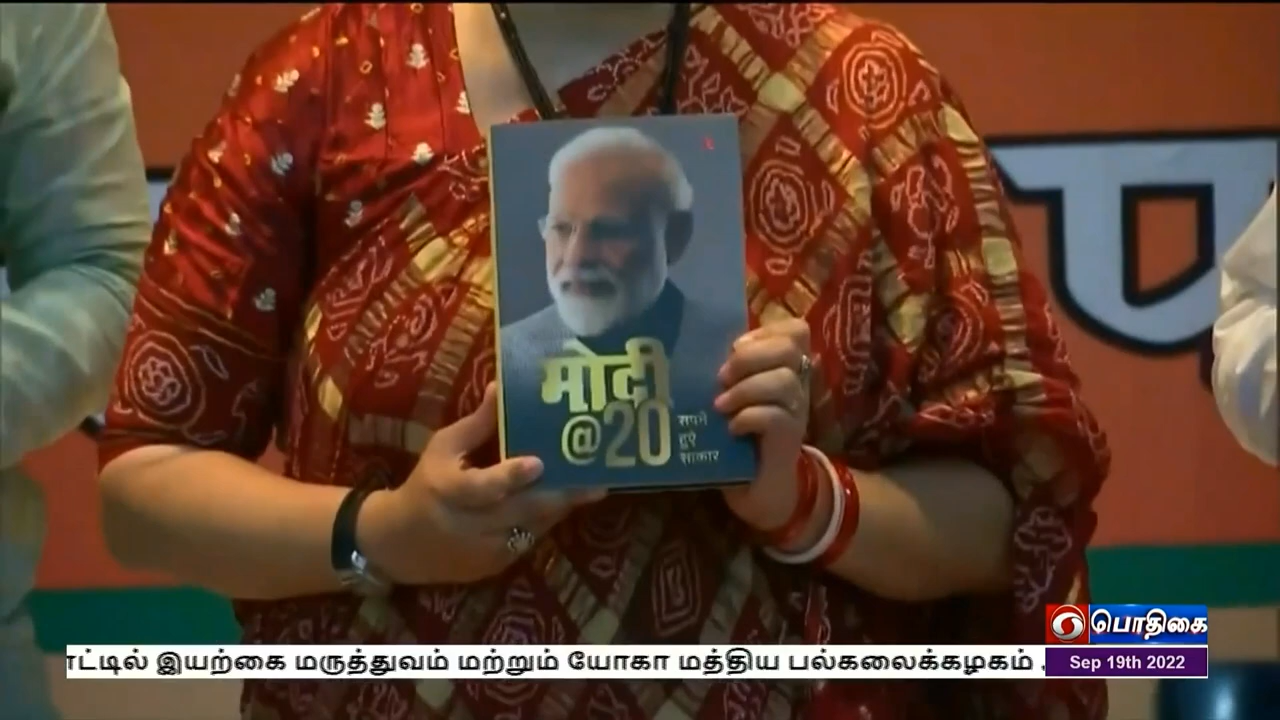 मोदी
@20
सपने
हुए
साकार
பொதிகை
Sep 19th 2022
இயற்கை மருத்துவம் மற்றும் யோகா மத்திய பல்கலைக்கழகம்